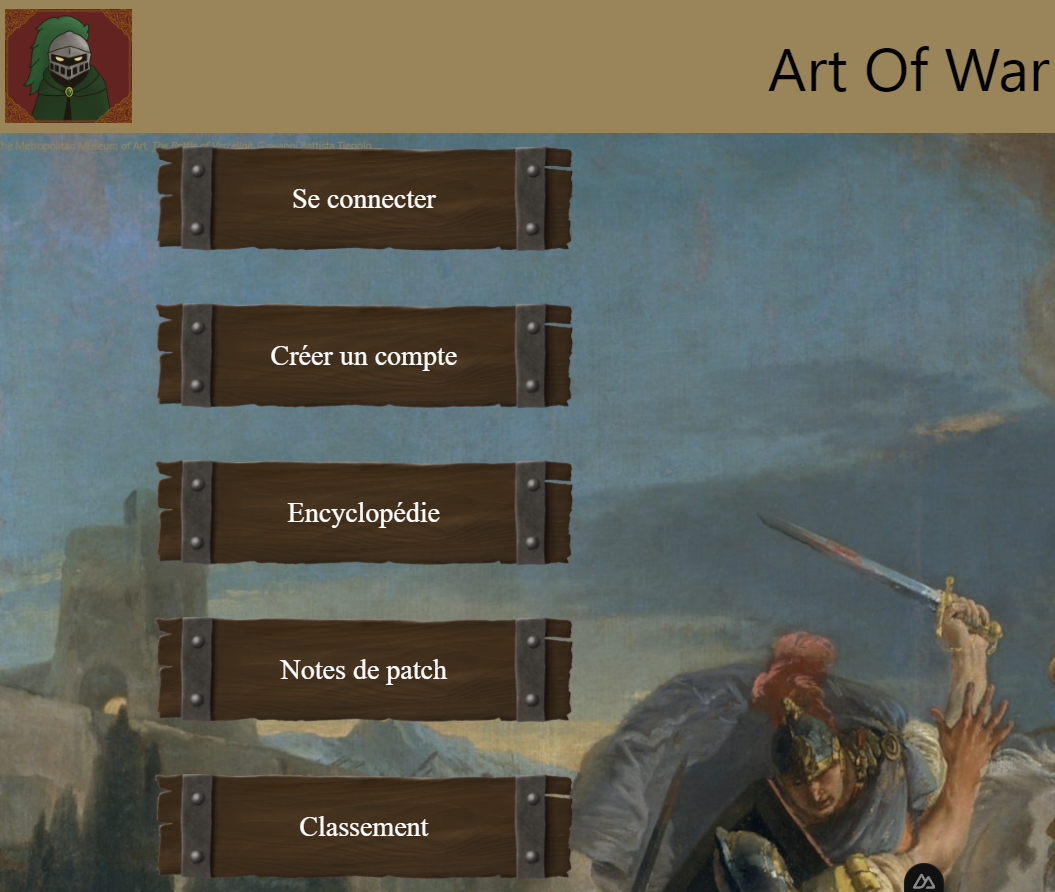 Art Of War
he Metropolitan Museum of Art, The Battle of Vercellae, Giovanni Battista Tiepolo
Se connecter
Créer un compte
Encyclopédie
Notes de patch
Classement